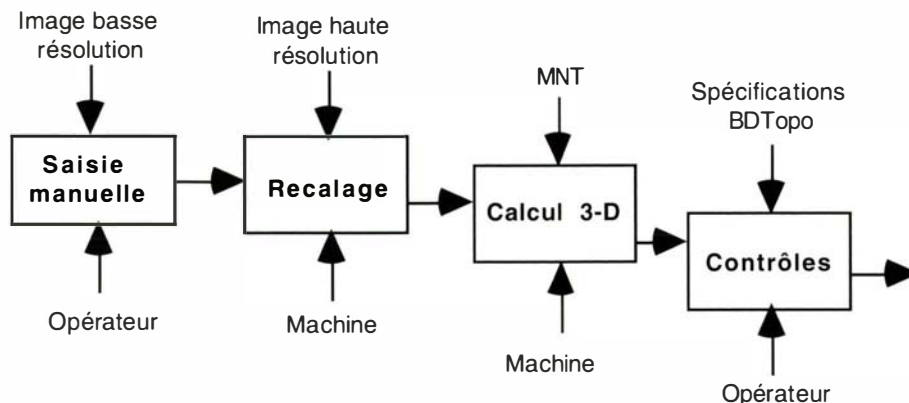 Image basse
résolution
Image haute
résolution
MNT
Spécifications
BDTopo
Saisie
manuelle
Recalage
Calcul 3-D
Contrôles
Opérateur
Machine
Machine
Opérateur